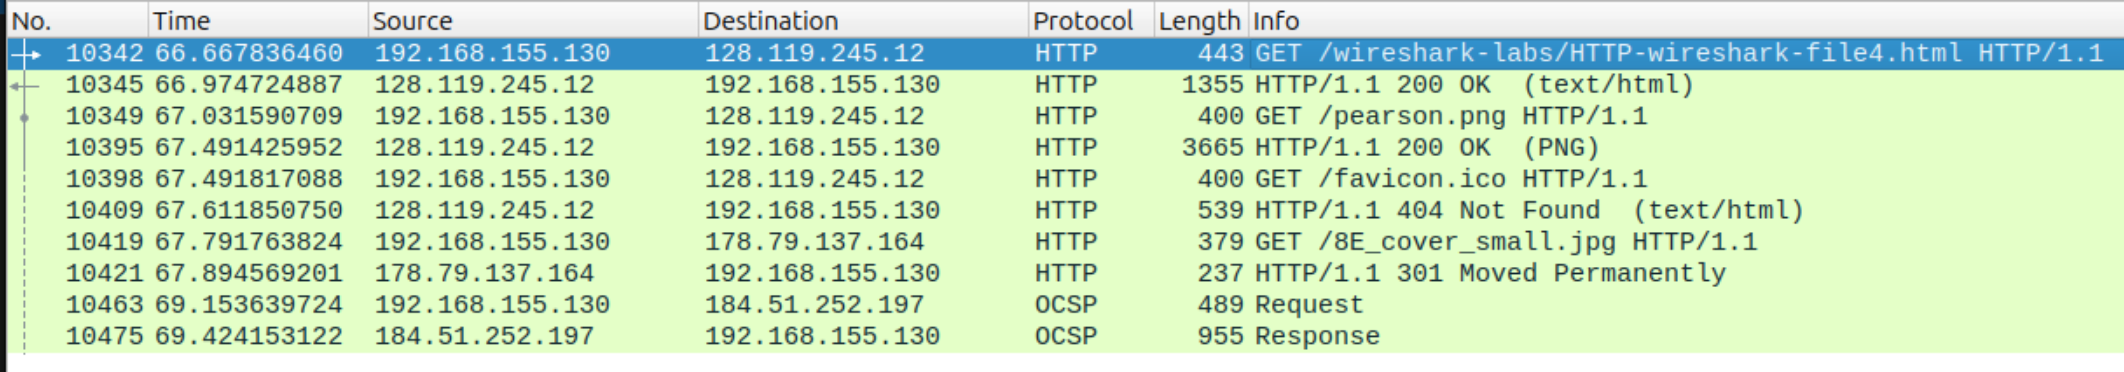 No. Time Source Destination Protocol Length Info
10342 66.667836460 192.168.155.130 128.119.245.12 HTTP 443 GET /wireshark-labs/HTTP-wireshark-file4.html HTTP/1.1
10345 66.974724887 128.119.245.12 192.168.155.130 HTTP 1355 HTTP/1.1 200 OK (text/html)
10349 67.031590709 192.168.155.130 128.119.245.12 HTTP 400 GET /pearson.png HTTP/1.1
10395 67.491425952 128.119.245.12 192.168.155.130 HTTP 3665 HTTP/1.1 200 OK (PNG)
10398 67.491817088 192.168.155.130 128.119.245.12 HTTP 400 GET /favicon.ico HTTP/1.1
10409 67.611850750 128.119.245.12 192.168.155.130 HTTP 539 HTTP/1.1 404 Not Found (text/html)
10419 67.791763824 192.168.155.130 178.79.137.164 HTTP 379 GET /8E_cover_small.jpg HTTP/1.1
10421 67.894569201 178.79.137.164 192.168.155.130 HTTP 237 HTTP/1.1 301 Moved Permanently
10463 69.153639724 192.168.155.130 184.51.252.197 OCSP 489 Request
10475 69.424153122 184.51.252.197 192.168.155.130 OCSP 955 Response